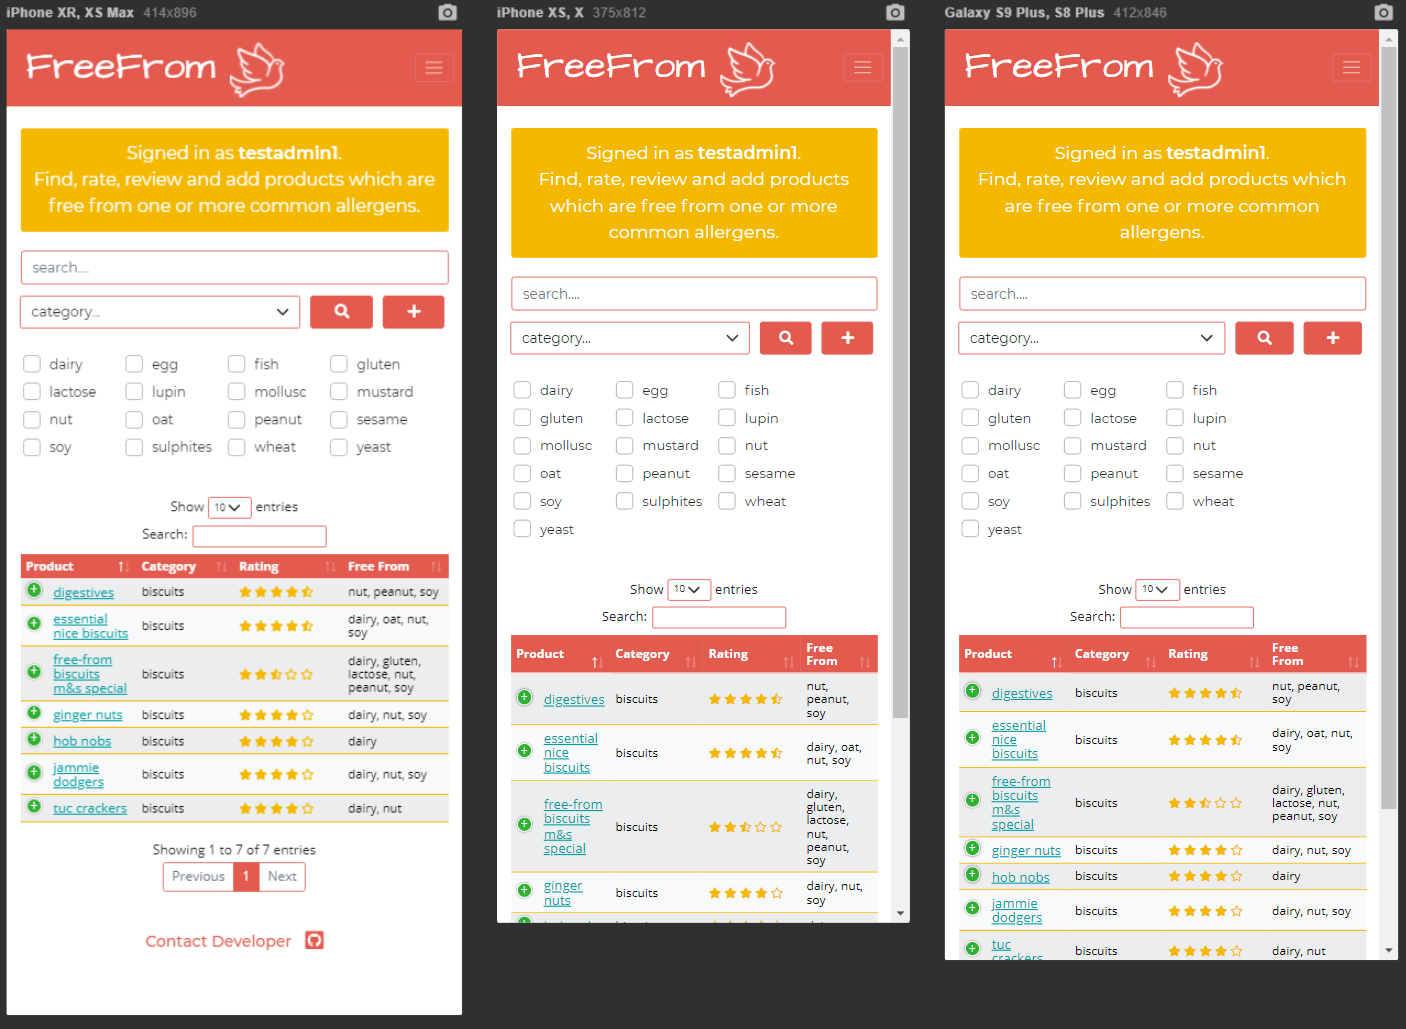 iPhone XR, XS Max 414x896
FreeFrom
Signed in as testadmin1.
Find, rate, review and add products which are
free from one or more common allergens.
search....
category...
dairy egg fish gluten
lactose lupin mollusc mustard
nut oat peanut sesame
soy sulphites wheat yeast
Show 10 entries
Search:
Product Category Rating Free From
digestives biscuits nut, peanut, soy
essential
nice biscuits
biscuits
dairy, oat, nut,
soy
free-from
biscuits
m&s special
biscuits
dairy, gluten,
lactose, nut,
peanut, soy
ginger nuts biscuits dairy, nut, soy
hob nobs biscuits dairy
jammie
dodgers
biscuits
dairy, nut, soy
tuc crackers biscuits dairy, nut
Showing 1 to 7 of 7 entries
Previous 1 Next
Contact Developer
iPhone XS, X 375x812
FreeFrom
Signed in as testadmin1.
Find, rate, review and add products
which are free from one or more
common allergens.
search....
category...
dairy egg fish
gluten lactose lupin
mollusc mustard nut
oat peanut sesame
soy sulphites wheat
yeast
Show 10 entries
Search:
Product Category Rating Free
From
digestives biscuits
nut,
peanut,
soy
essential
nice
biscuits
biscuits
dairy, oat,
nut, soy
free-from
biscuits
m&s
special
biscuits
dairy,
gluten,
lactose,
nut,
peanut,
soy
ginger
nuts
biscuits
dairy, nut,
soy
Galaxy S9 Plus, S8 Plus 412x846
FreeFrom
Signed in as testadmin1.
Find, rate, review and add products which
are free from one or more common
allergens.
search....
category...
dairy egg fish
gluten lactose lupin
mollusc mustard nut
oat peanut sesame
soy sulphites wheat
yeast
Show 10 entries
Search:
Product Category Rating Free
From
digestives biscuits
nut, peanut,
soy
essential
nice
biscuits
biscuits
dairy, oat, nut,
soy
free-from
biscuits
m&s
special
biscuits
dairy, gluten,
lactose, nut,
peanut, soy
ginger nuts biscuits dairy, nut, soy
hob nobs biscuits dairy
jammie
dodgers
biscuits
dairy, nut, soy
tuc
crackers
biscuits
dairy, nut